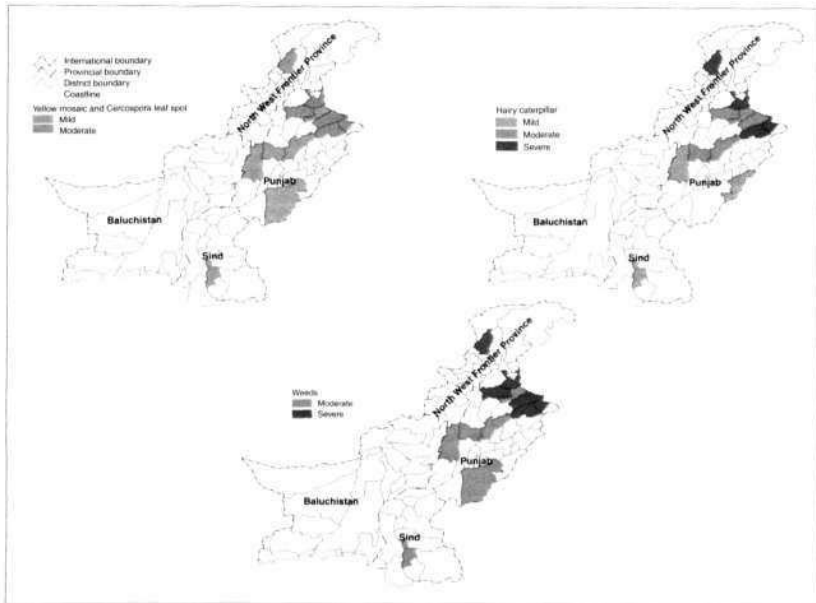 International boundary
Provincial boundary
District boundary
Coastline
Yellow mosaic and Cercospora leaf spot
Mild
Moderate
North West Frontier Province
Punjab
Baluchistan
Sind
Hairy caterpillar
Mild
Moderate
Severe
North West Frontier Province
Punjab
Baluchistan
Sind
Weeds
Moderate
Severe
North West Frontier Province
Punjab
Baluchistan
Sind